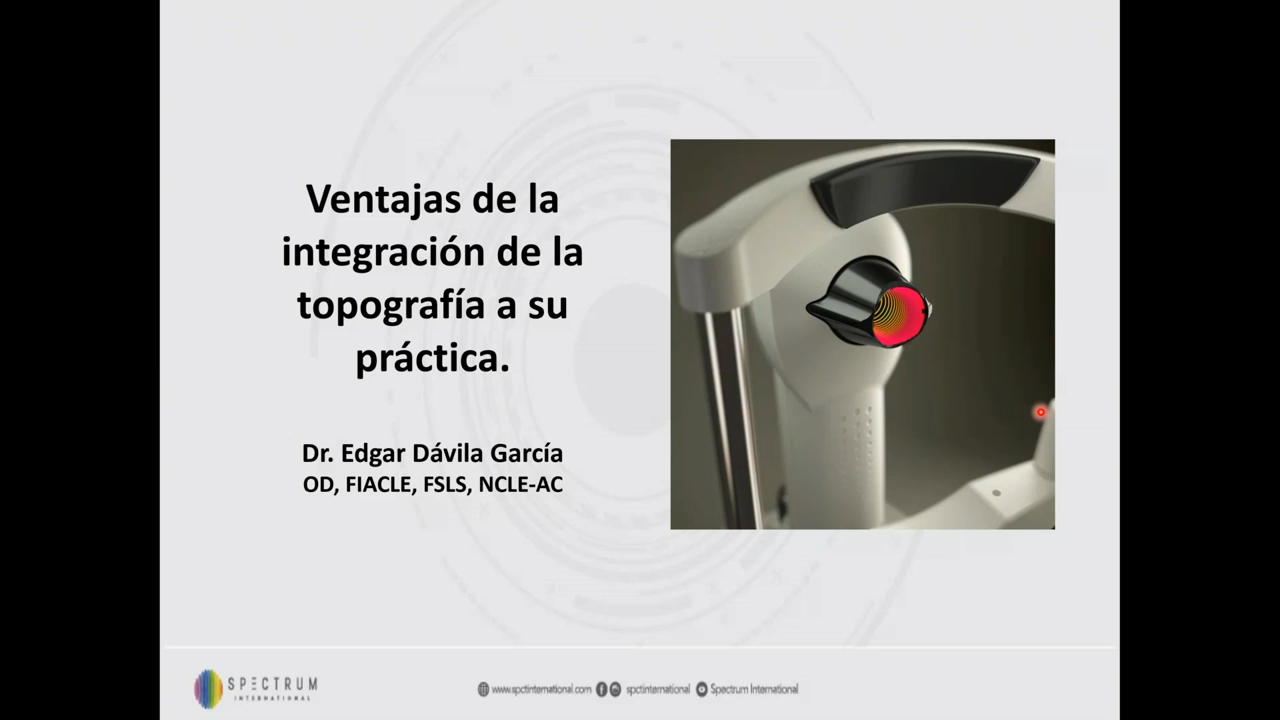 Ventajas de la
integración de la
topografía a su
práctica.
Dr. Edgar Dávila García
OD, FIACLE, FSLS, NCLE-AC
SPECTRUM
INTERNATIONAL
www.spctinternational.com spctinternational Spectrum International